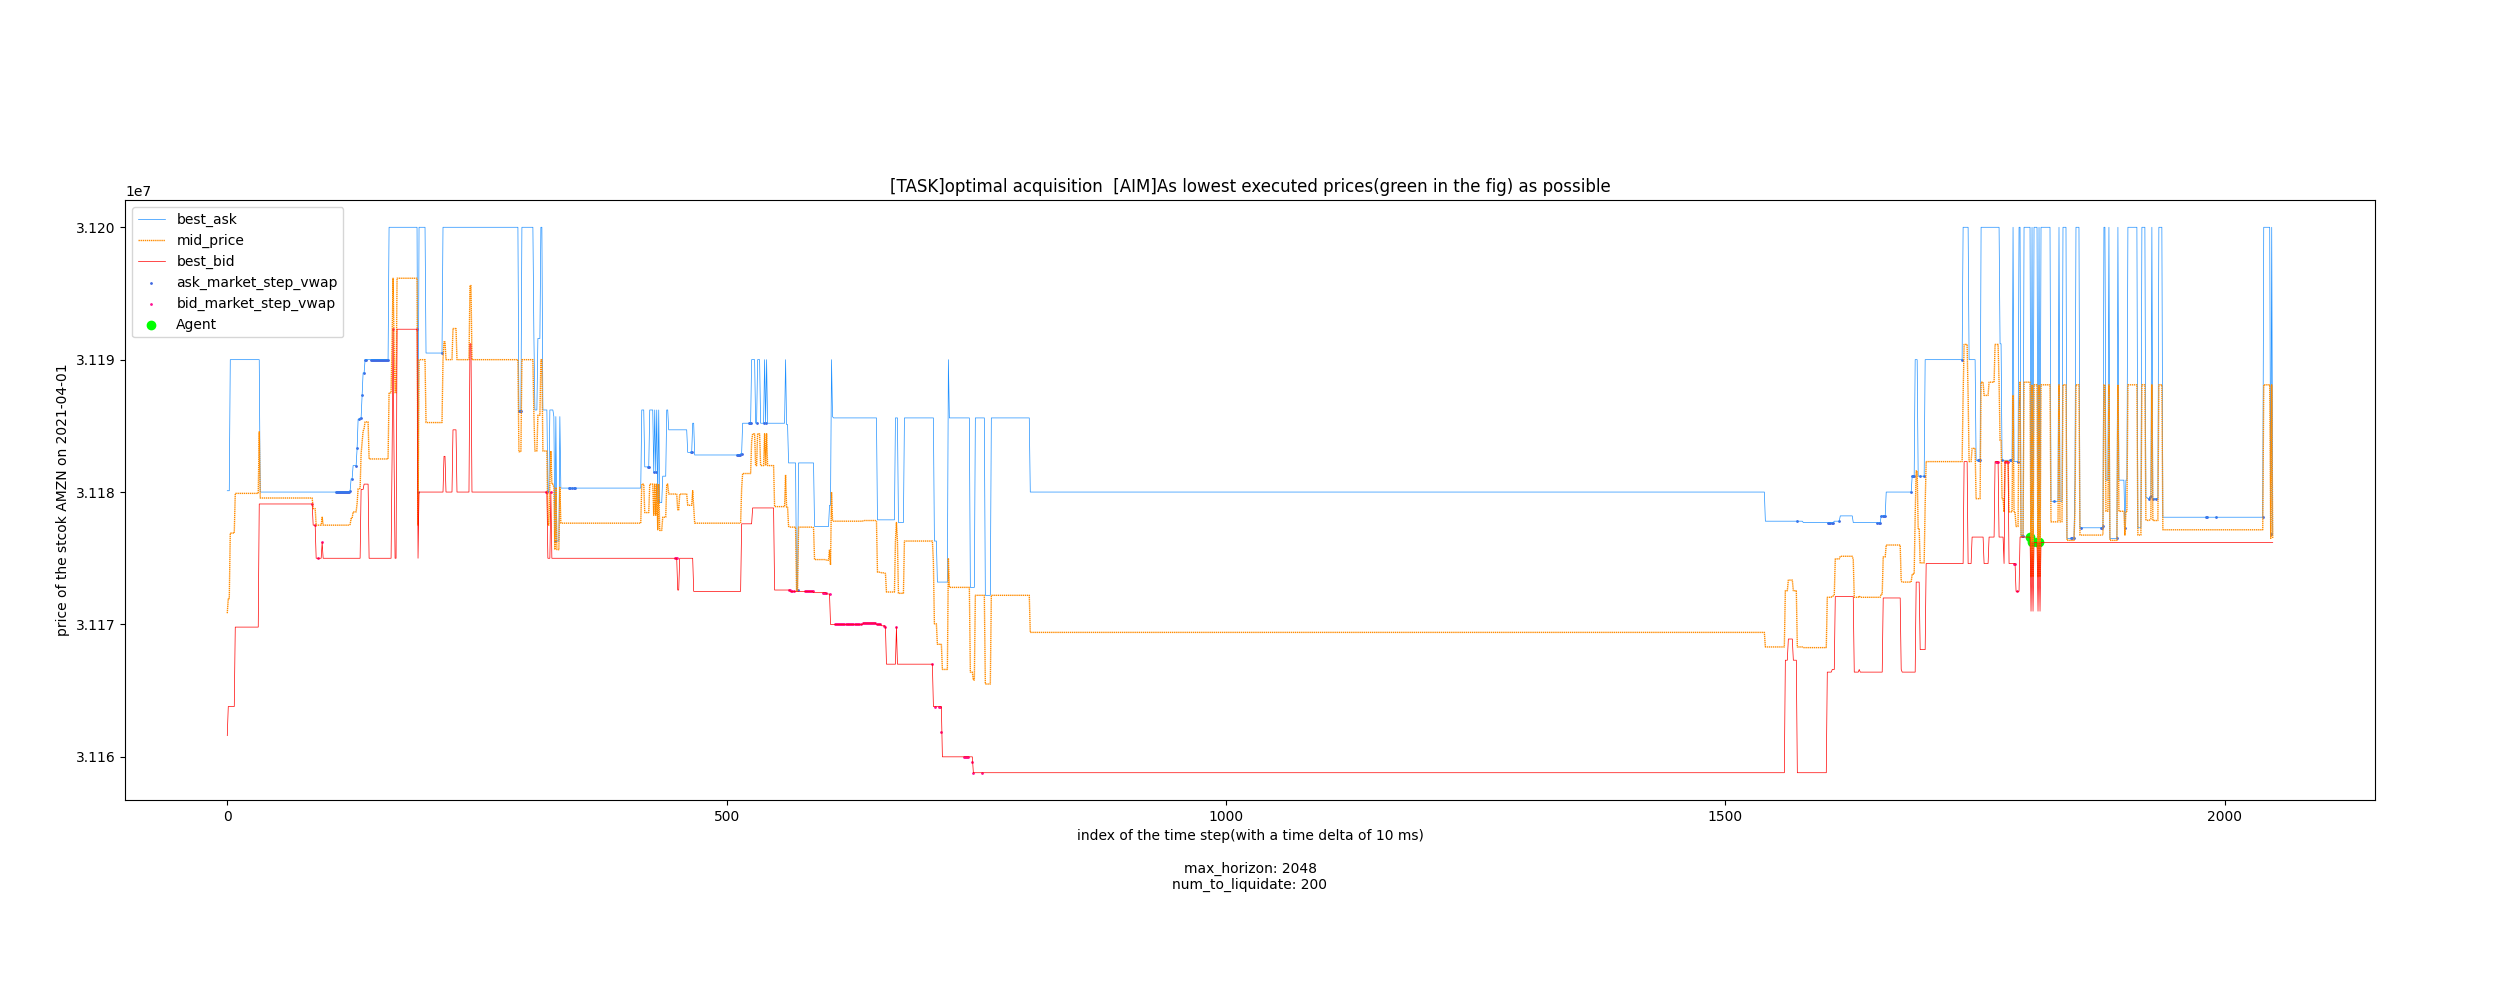 [TASK]optimal acquisition  [AIM]As lowest executed prices(green in the fig) as possible
1e7
best_ask
mid_price
best_bid
ask_market_step_vwap
bid_market_step_vwap
Agent
3.120
3.119
3.118
3.117
3.116
price of the stcok AMZN on 2021-04-01
0
500
1000
1500
2000
index of the time step(with a time delta of 10 ms)
max_horizon: 2048
num_to_liquidate: 200